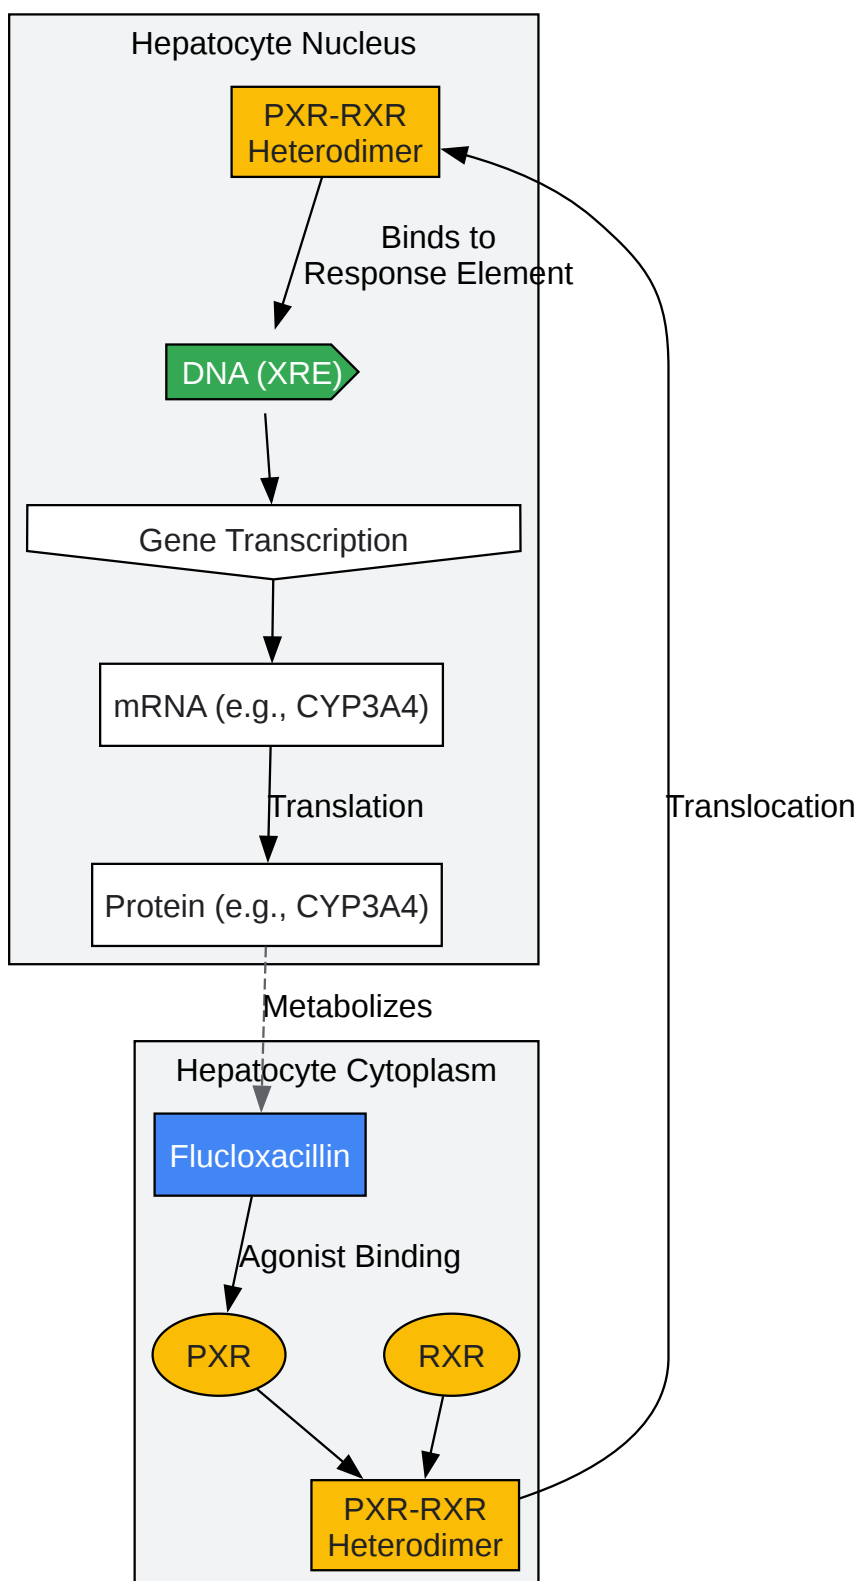 Hepatocyte Nucleus
PXR-RXR
Heterodimer
Binds to
Response Element
DNA (XRE)
Gene Transcription
mRNA (e.g., CYP3A4)
Translation
Translocation
Protein (e.g., CYP3A4)
Metabolizes
Hepatocyte Cytoplasm
Flucloxacillin
Agonist Binding
PXR
RXR
PXR-RXR
Heterodimer